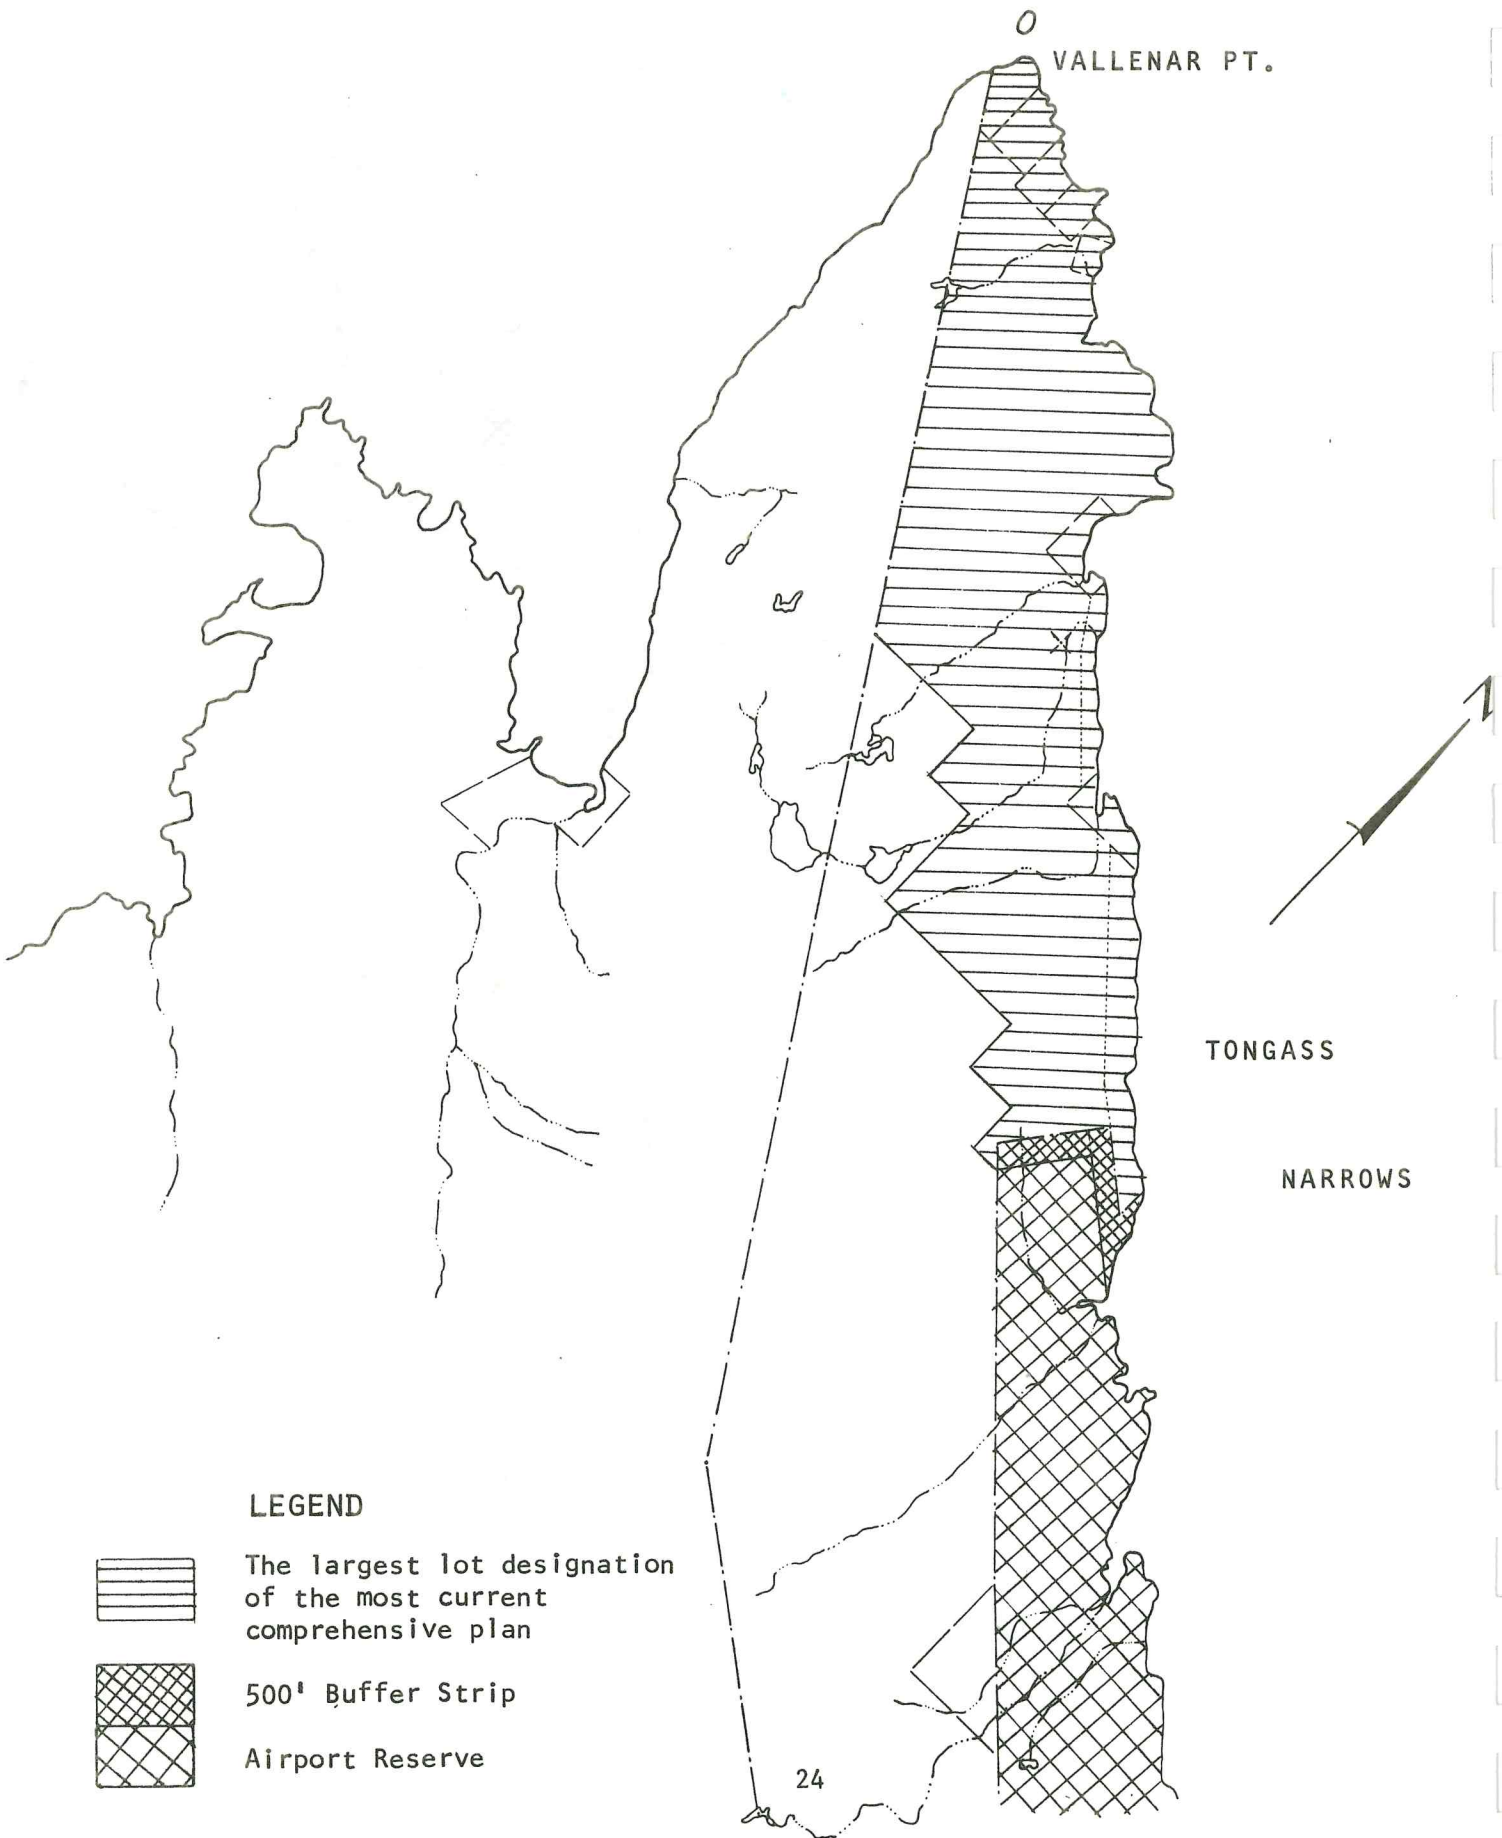 VALLENAR PT.
TONGASS
NARROWS
LEGEND
The largest lot designation
of the most current
comprehensive plan
500' Buffer Strip
Airport Reserve
24